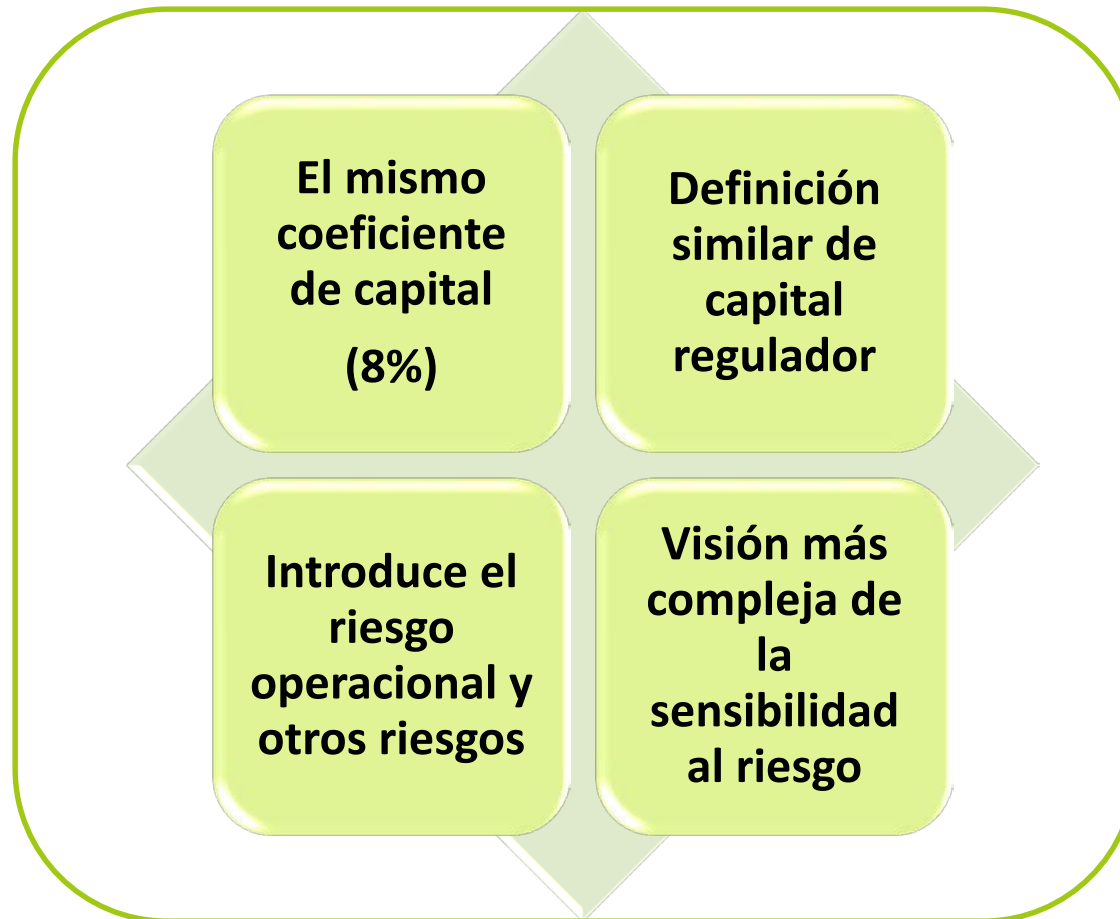 El mismo
coeficiente
de capital
(8%)
Definición
similar de
capital
regulador
Introduce el
riesgo
operacional y
otros riesgos
Visión más
compleja de
la
sensibilidad
al riesgo